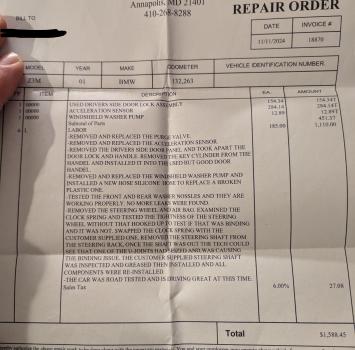 Annapolis, MD 21401
410-268-8288
REPAIR ORDER
BILL TO
DATE
INVOICE #
11/11/2024
18870
MODEL
YEAR
MAKE
ODOMETER
VEHICLE IDENTIFICATION NUMBER
Z3M
01
BMW
132,263
ITEM
DESCRIPTION
EA.
AMOUNT
1 00000 USED DRIVERS SIDE DOOR LOCK ASSEMBLY 154.34 154.34T
1 00000 ACCELERATION SENSOR 284.14 284.14T
1 00000 WINDSHIELD WASHER PUMP 12.89 12.89T
Subtotal of Parts 451.37
6 L LABOR 185.00 1,110.00
-REMOVED AND REPLACED THE PURGE VALVE.
-REMOVED AND REPLACED THE ACCELERATION SENSOR
-REMOVED THE DRIVERS SIDE DOOR PANEL AND TOOK APART THE
DOOR LOCK AND HANDLE. REMOVED THE KEY CYLINDER FROM THE
HANDEL AND INSTALLED IT INTO THE USED BUT GOOD DOOR
HANDEL.
-REMOVED AND REPLACED THE WINDSHIELD WASHER PUMP AND
INSTALLED A NEW HOSE SILICONE HOSE TO REPLACE A BROKEN
PLASTIC ONE.
-TESTED THE FRONT AND REAR WASHER NOSSLES AND THEY ARE
WORKING PROPERLY. NO MORE LEAKS WERE FOUND.
-REMOVED THE STEERING WHEEL AND AIR BAG. EXAMINED THE
CLOCK SPRING AND TESTED THE TIGHTNESS OF THE STEERING
WHEEL WITHOUT THAT HOOKED UP TO TEST IF THAT WAS BINDING
AND IT WAS NOT. SWAPPED THE CLOCK SPRING WITH THE
CUSTOMER SUPPLIED ONE. REMOVED THE STEERING SHAFT FROM
THE STEERING RACK, ONCE THE SHAFT WAS OUT THE TECH COULD
SEE THAT ONE OF THE U-JOINTS HAD SEIZED AND WAS CAUSING
THE BINDING ISSUE. THE CUSTOMER SUPPLIED STEERING SHAFT
WAS INSPECTED AND GREASED THEN INSTALLED AND ALL
COMPONENTS WERE RE-INSTALLED.
-THE CAR WAS ROAD TESTED AND IS DRIVING GREAT AT THIS TIME.
Sales Tax 6.00% 27.08
Total $1,588.45